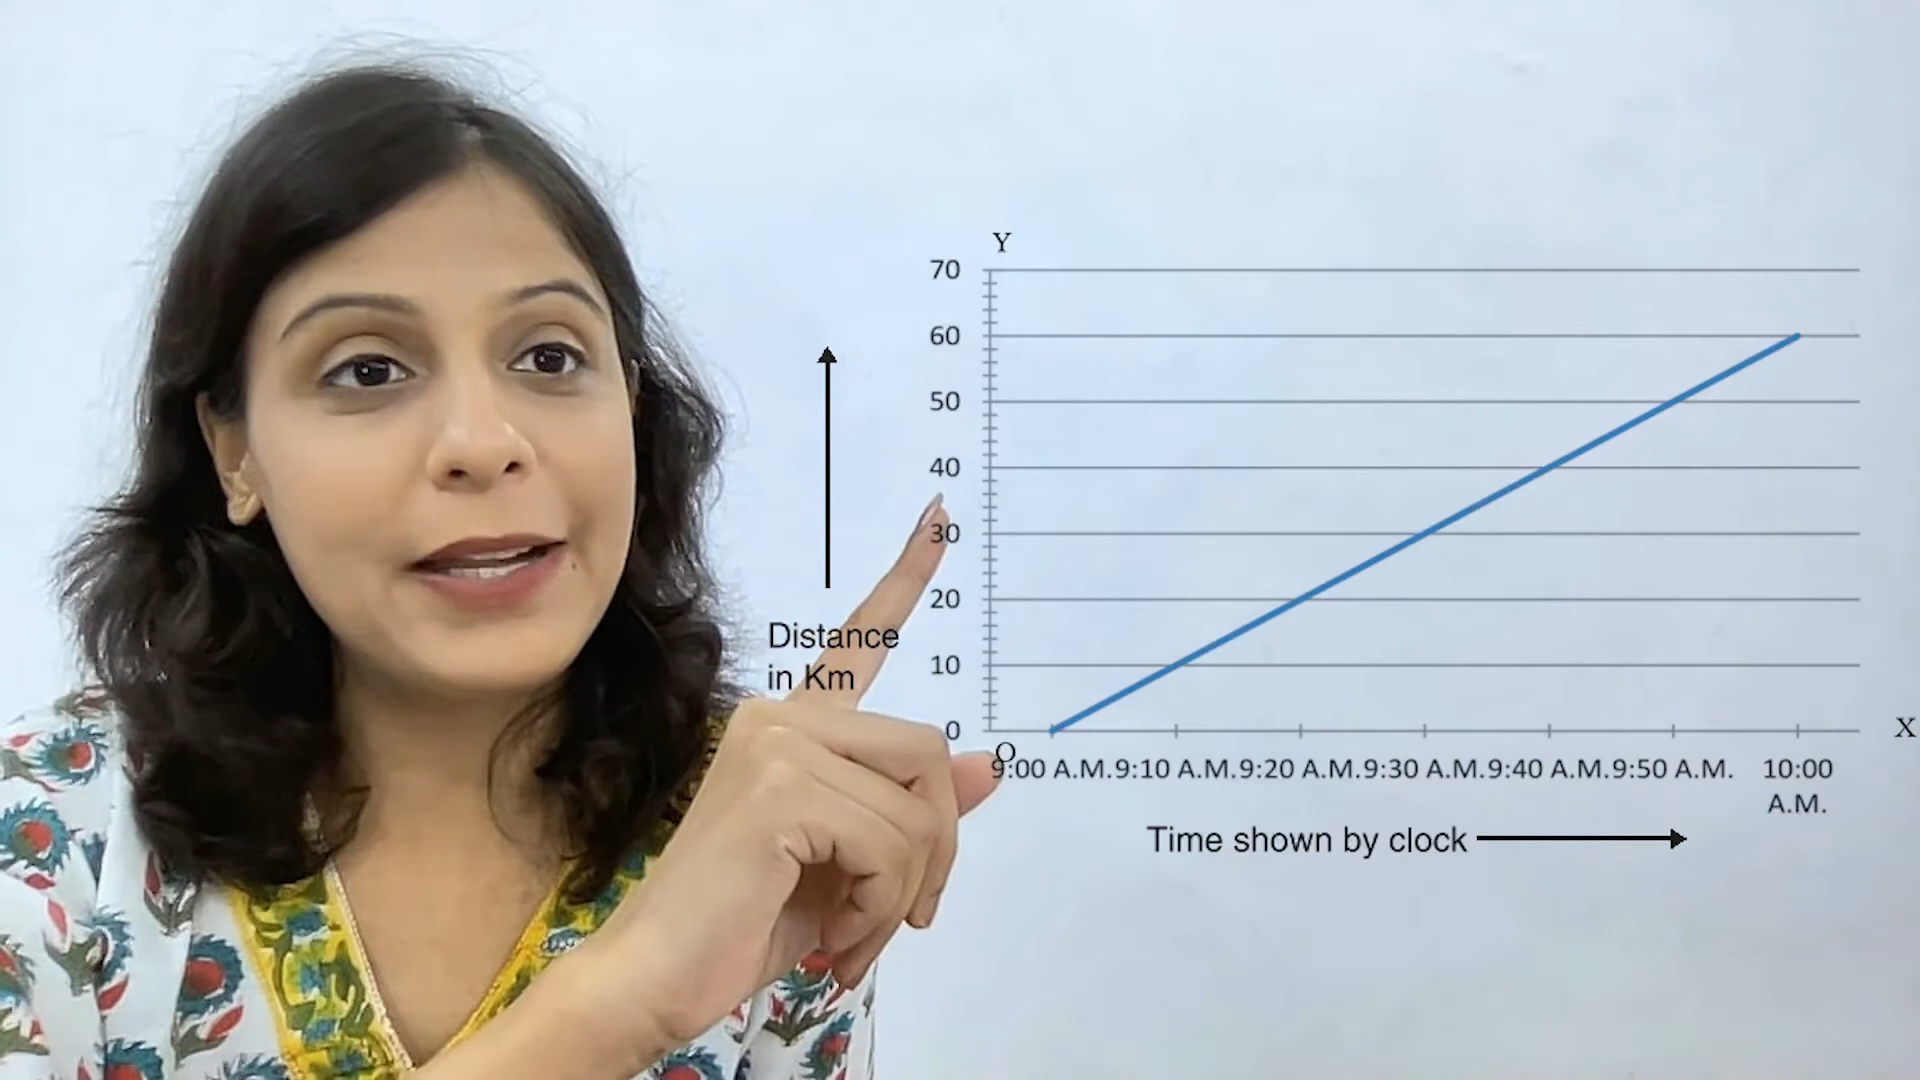 Y
70
60
50
40
30
20
10
0
O
X
Distance
in Km
9:00 A.M. 9:10 A.M. 9:20 A.M. 9:30 A.M. 9:40 A.M. 9:50 A.M. 10:00
A.M.
Time shown by clock